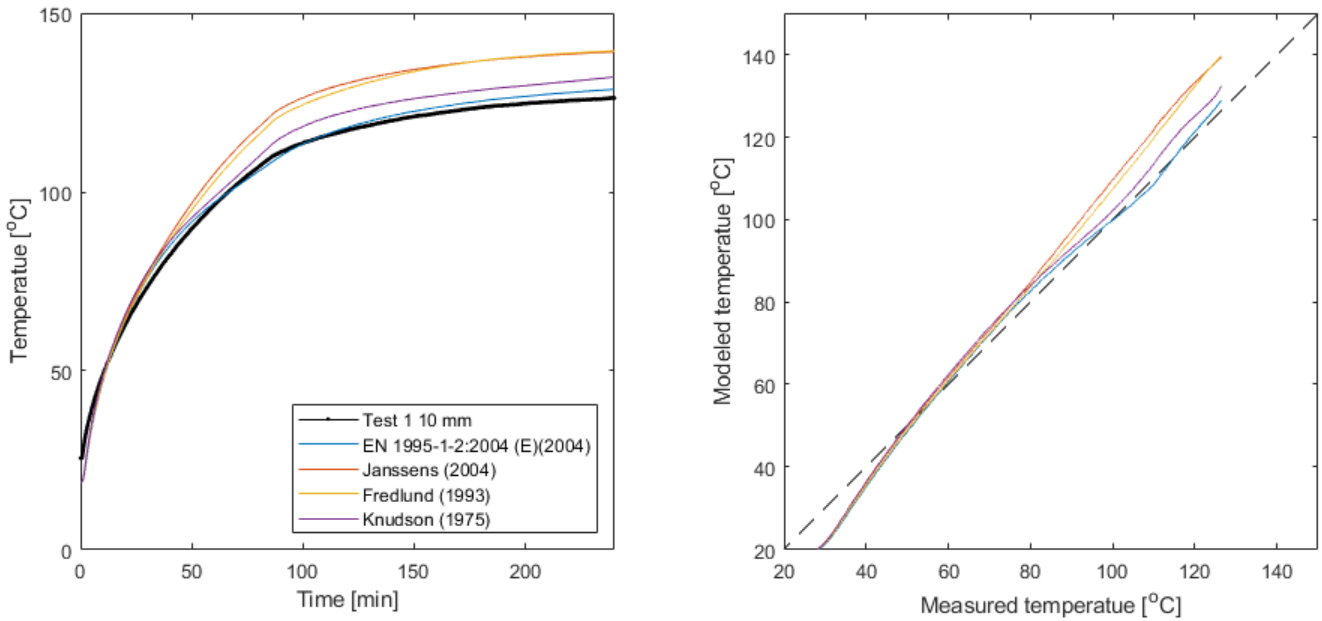 150
100
50
0
Temperatue [°C]
0
50
100
150
200
Time [min]
Test 1 10 mm
EN 1995-1-2:2004 (E)(2004)
Janssens (2004)
Fredlund (1993)
Knudson (1975)
140
120
100
80
60
40
20
Modeled temperatue [°C]
20
40
60
80
100
120
140
Measured temperatue [°C]